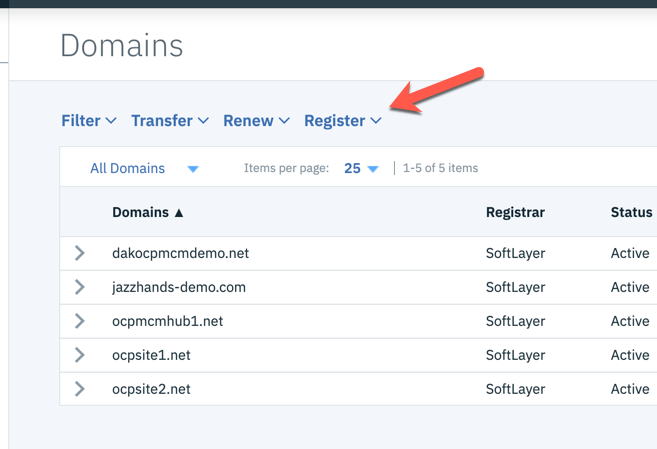 Domains
Filter Transfer Renew Register
All Domains Items per page: 25 | 1-5 of 5 items
Domains ▲ Registrar Status
dakocpmcmdemo.net SoftLayer Active
jazzhands-demo.com SoftLayer Active
ocpmcmhub1.net SoftLayer Active
ocpsite1.net SoftLayer Active
ocpsite2.net SoftLayer Active